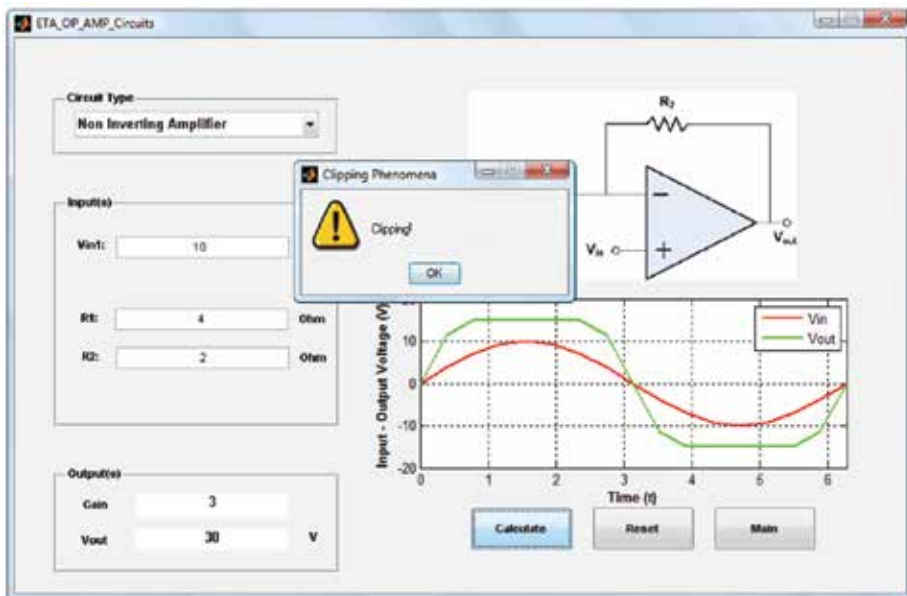 ETA_OP_AMP_Circuits
Circuit Type
Non Inverting Amplifier
Input(s)
Vin1: 10
R1: 4 Ohm
R2: 2 Ohm
Output(s)
Gain 3
Vout 30 V
R₂
Vᵢₙ
Vₒᵤₜ
Clipping Phenomena
Clipping!
OK
Input - Output Voltage (V)
10
0
-10
-20
0 1 2 3 4 5 6
Time (t)
Vin
Vout
Calculate Reset Main